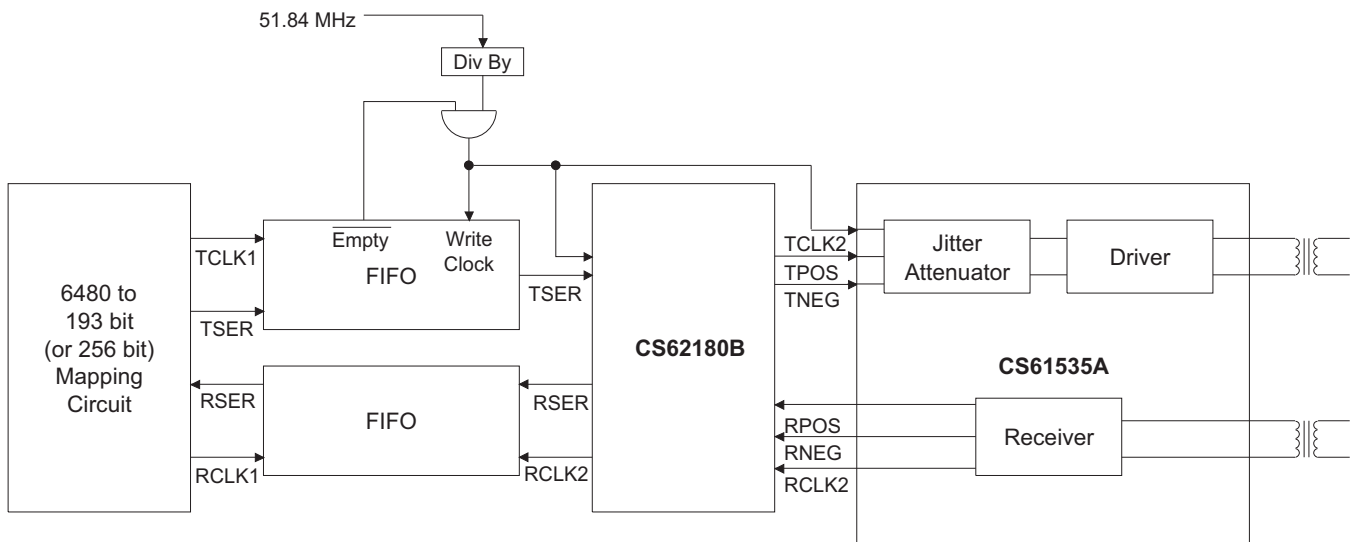 51.84 MHz
Div By
6480 to
193 bit
(or 256 bit)
Mapping
Circuit
TCLK1
TSER
RSER
RCLK1
Empty
Write
Clock
FIFO
TSER
FIFO
RSER
RCLK2
CS62180B
TCLK2
TPOS
TNEG
RPOS
RNEG
RCLK2
Jitter
Attenuator
Driver
CS61535A
Receiver